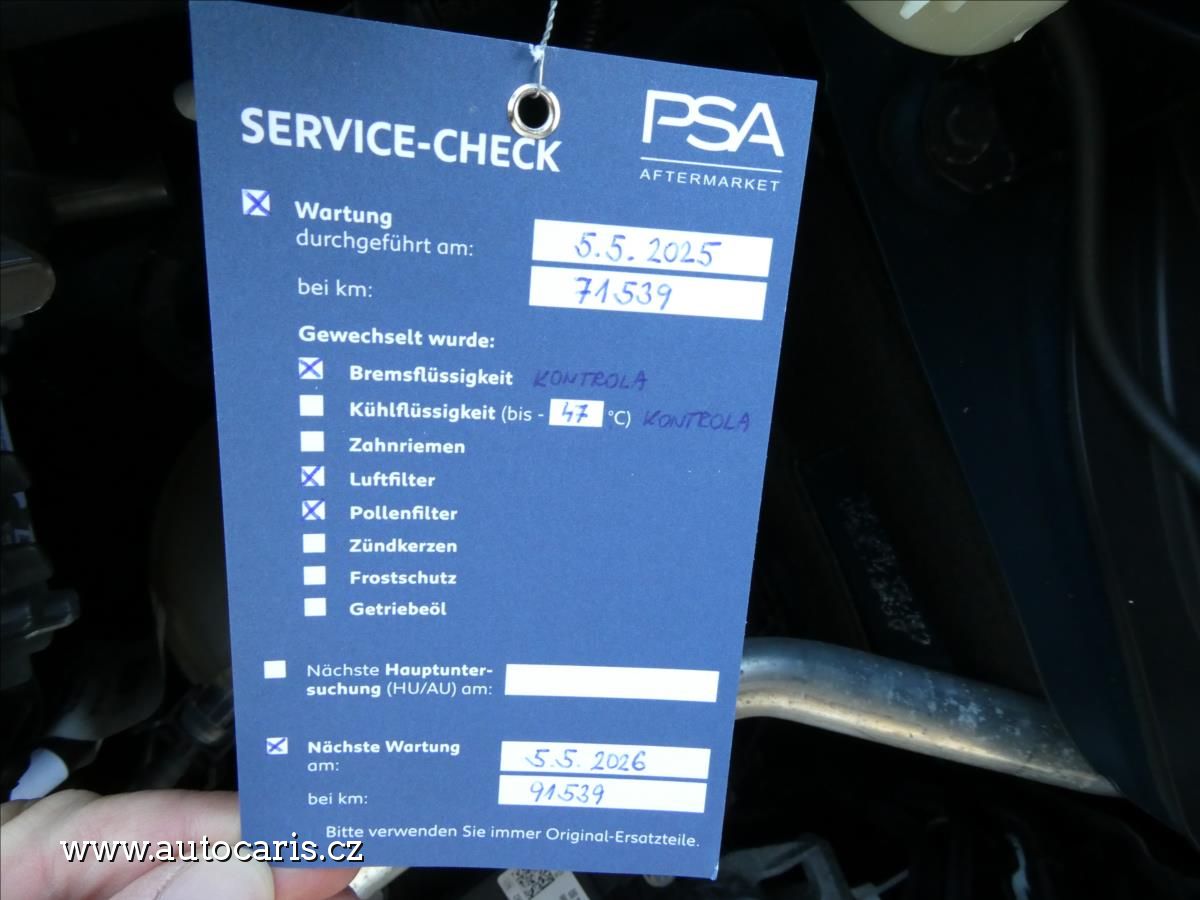 PSA
SERVICE-CHECK
AFTERMARKET
Wartung
durchgeführt am: 5.5.2025
bei km: 71539
Gewechselt wurde:
Bremsflüssigkeit KONTROLA
Kühlflüssigkeit (bis - 47 °C) KONTROLA
Zahnriemen
Luftfilter
Pollenfilter
Zündkerzen
Frostschutz
Getriebeöl
Nächste Hauptunter-
suchung (HU/AU) am:
Nächste Wartung
am: 5.5.2026
bei km: 91539
Bitte verwenden Sie immer Original-Ersatzteile.
www.autocaris.cz